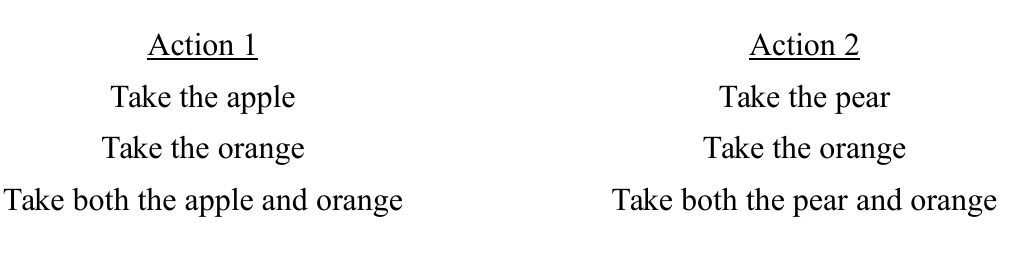 Action 1
Take the apple
Take the orange
Take both the apple and orange
Action 2
Take the pear
Take the orange
Take both the pear and orange